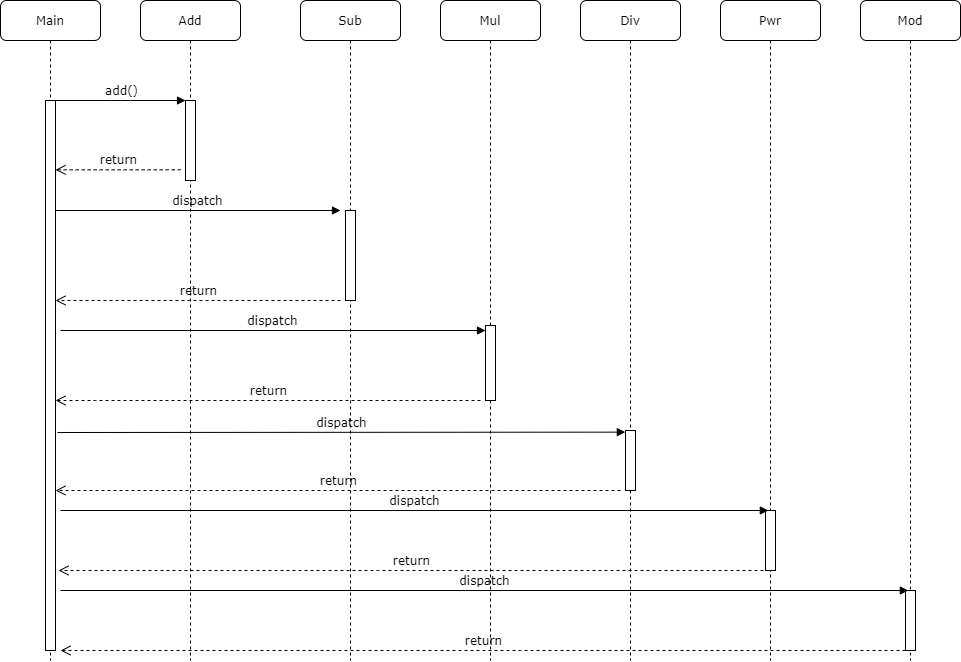 Main
Add
Sub
Mul
Div
Pwr
Mod
add()
return
dispatch
return
dispatch
return
dispatch
return
dispatch
return
dispatch
return